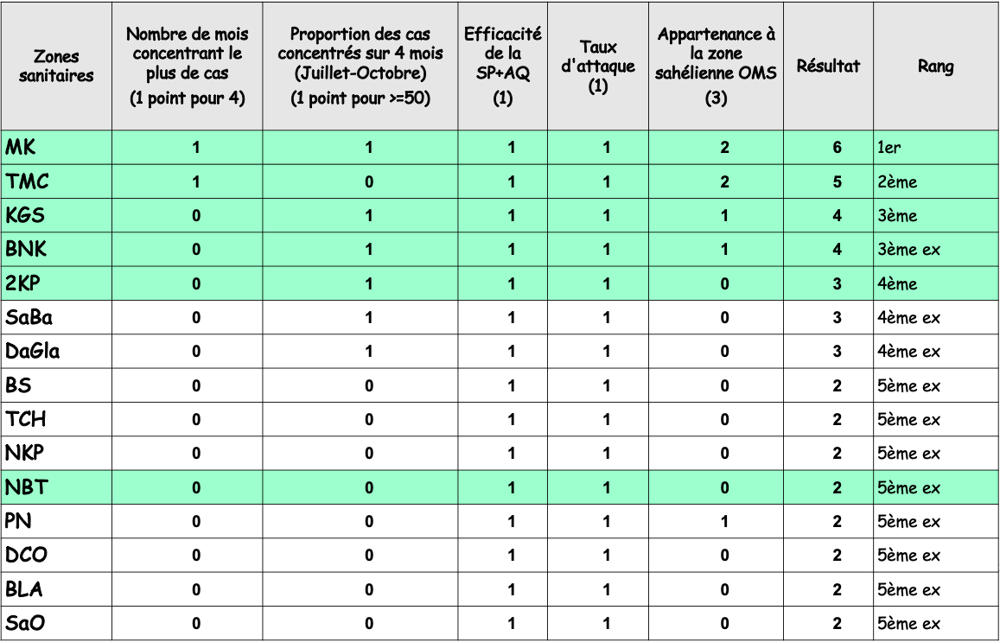 Zones sanitaires
Nombre de mois concentrant le plus de cas (1 point pour 4)
Proportion des cas concentrés sur 4 mois (Juillet-Octobre) (1 point pour >=50)
Efficacité de la SP+AQ (1)
Taux d'attaque (1)
Appartenance à la zone sahélienne OMS (3)
Résultat
Rang
MK 1 1 1 1 2 6 1er
TMC 1 0 1 1 2 5 2ème
KGS 0 1 1 1 1 4 3ème
BNK 0 1 1 1 1 4 3ème ex
2KP 0 1 1 1 0 3 4ème
SaBa 0 1 1 1 0 3 4ème ex
DaGla 0 1 1 1 0 3 4ème ex
BS 0 0 1 1 0 2 5ème ex
TCH 0 0 1 1 0 2 5ème ex
NKP 0 0 1 1 0 2 5ème ex
NBT 0 0 1 1 0 2 5ème ex
PN 0 0 1 1 1 2 5ème ex
DCO 0 0 1 1 0 2 5ème ex
BLA 0 0 1 1 0 2 5ème ex
SaO 0 0 1 1 0 2 5ème ex